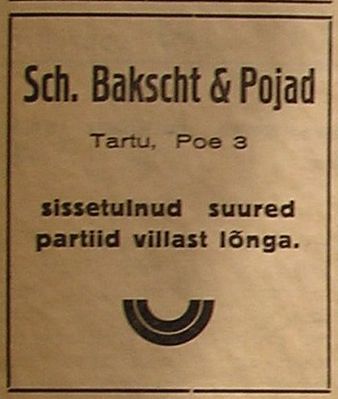 Sch. Bakscht & Pojad
Tartu, Poe 3
sissetulnud suured
partiid villast lõnga.